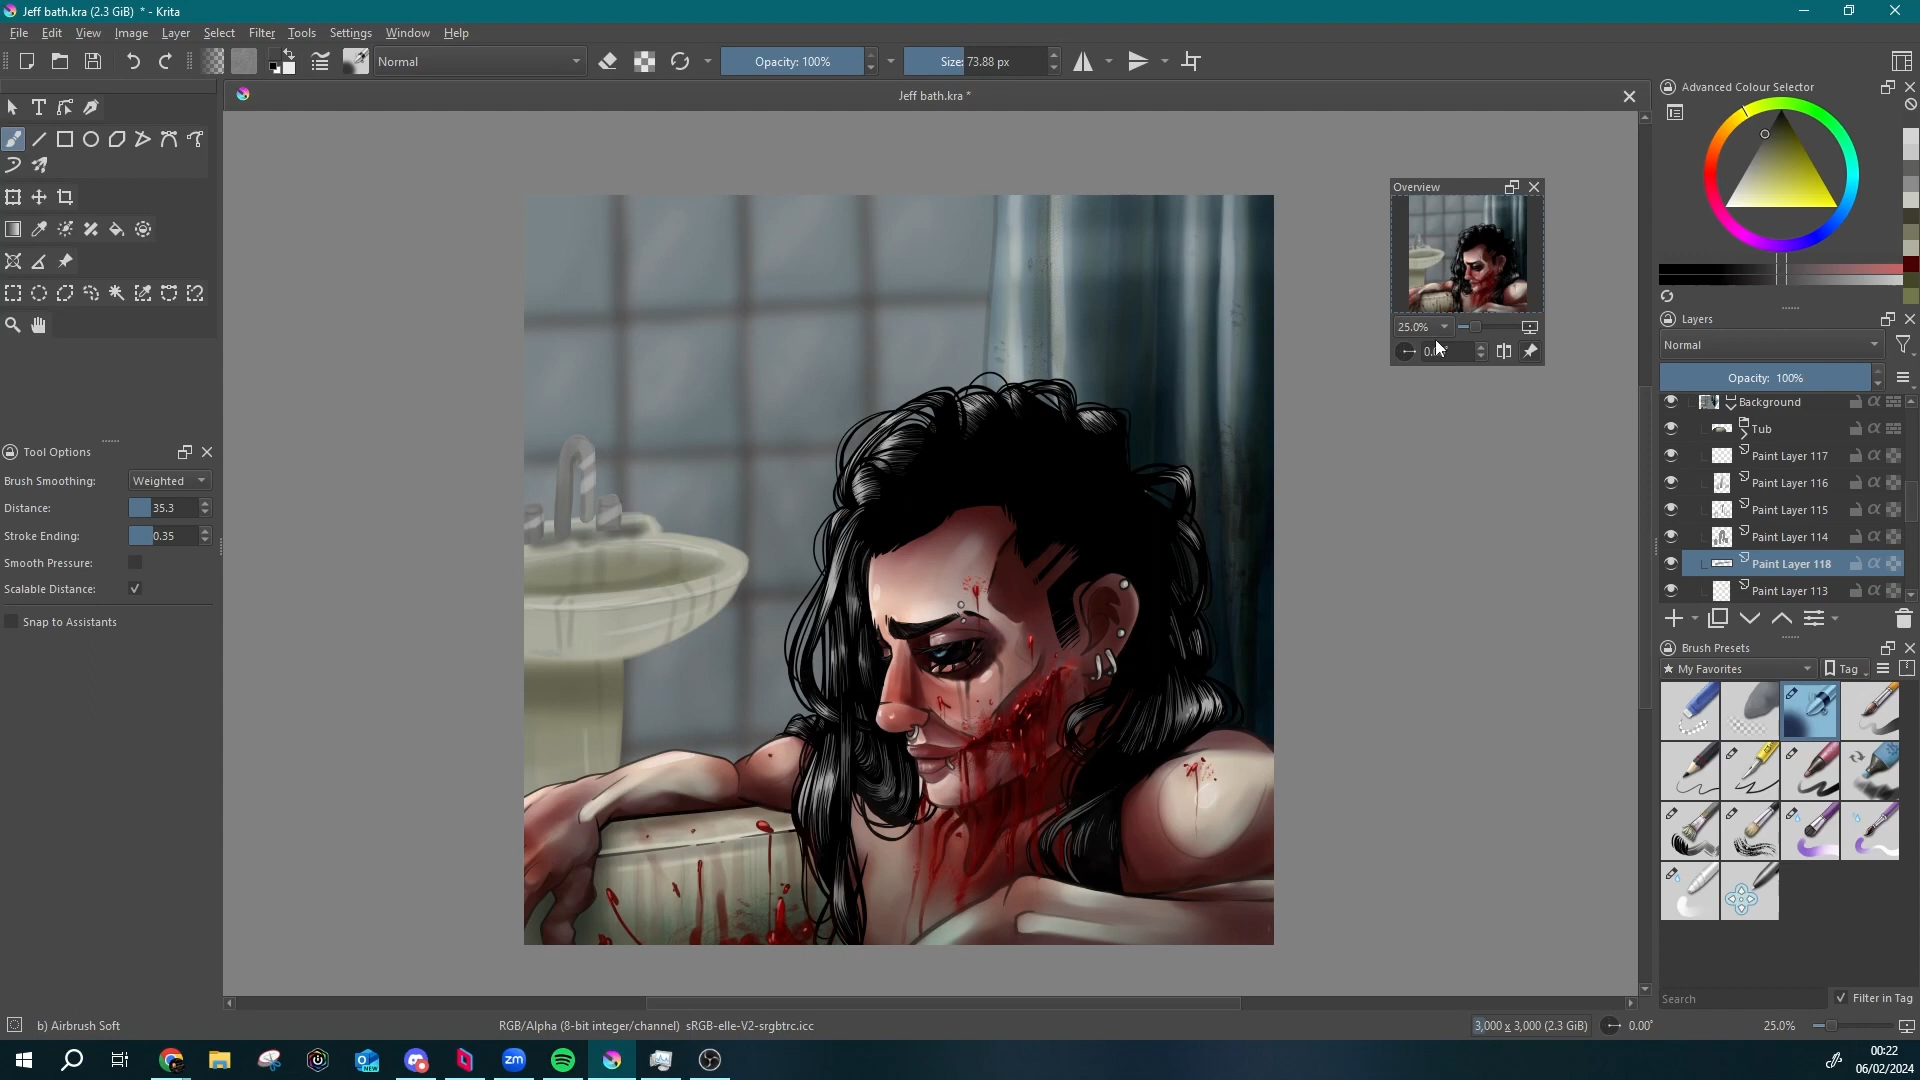 Jeff bath.kra (2.3 GiB) * - Krita
File Edit View Image Layer Select Filter Tools Settings Window Help
Normal
Opacity: 100%
Size: 73.88 px
Jeff bath.kra *
Advanced Colour Selector
Overview
25.0%
Layers
Normal
Opacity: 100%
Background
Tub
Paint Layer 117
Paint Layer 116
Paint Layer 115
Paint Layer 114
Paint Layer 118
Paint Layer 113
Tool Options
Brush Smoothing: Weighted
Distance: 35.3
Stroke Ending: 0.35
Smooth Pressure:
Scalable Distance:
Snap to Assistants
Brush Presets
★ My Favorites
Tag
Search
Filter in Tag
b) Airbrush Soft
RGB/Alpha (8-bit integer/channel) sRGB-elle-V2-srgbtrc.icc
3,000 x 3,000 (2.3 GiB)
0.00°
25.0%
NEW
zm
00:22
06/02/2024